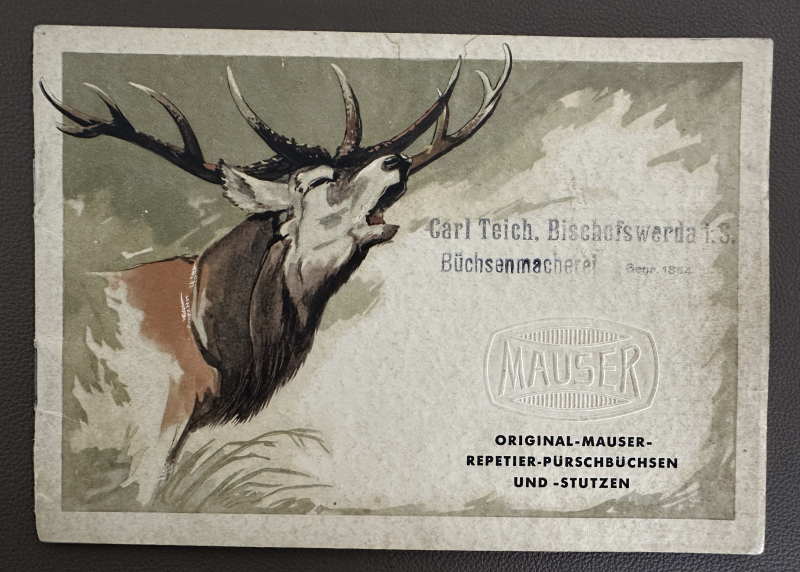 Carl Teich, Bischofswerda i. S.
Büchsenmacherei Gegr. 1864
MAUSER
ORIGINAL-MAUSER-
REPETIER-PÜRSCHBÜCHSEN
UND -STUTZEN